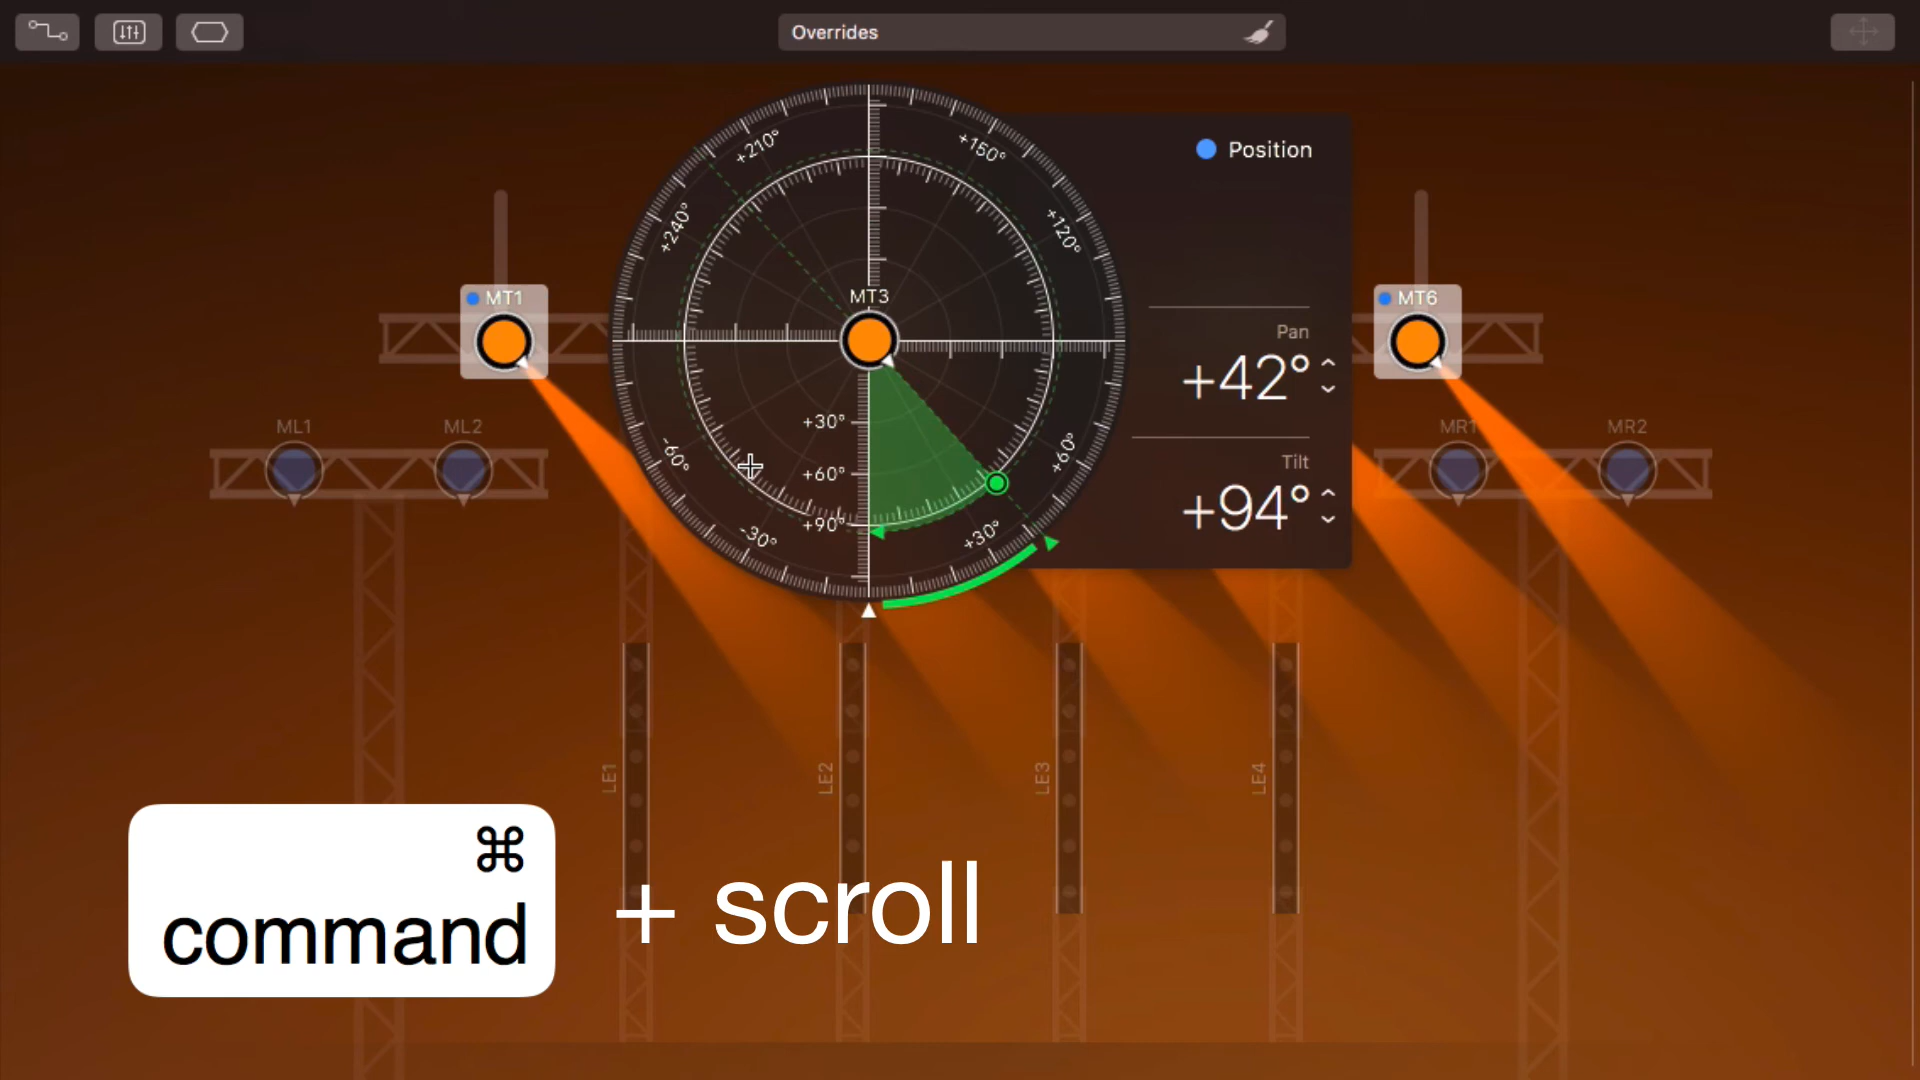 Overrides
+210°
+150°
Position
+240°
+120°
MT1
MT3
MT6
Pan
+42°
+30°
ML1
ML2
MR1
MR2
-60°
+60°
+60°
Tilt
+94°
+90°
-30°
+30°
LE1
LE2
LE3
LE4
⌘
command
+ scroll